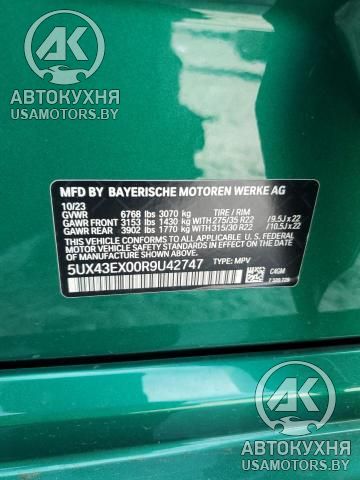 АВТОКУХНЯ
USAMOTORS.BY
MFD BY BAYERISCHE MOTOREN WERKE AG
10/23
GVWR 6768 lbs 3070 kg TIRE / RIM
GAWR FRONT 3153 lbs 1430 kg WITH 275/35 R22 /9.5J x 22
GAWR REAR 3902 lbs 1770 kg WITH 315/30 R22 /10.5J x 22
THIS VEHICLE CONFORMS TO ALL APPLICABLE U.S. FEDERAL
MOTOR VEHICLE SAFETY STANDARDS IN EFFECT
ON THE DATE OF MANUFACTURE SHOWN ABOVE.
5UX43EX00R9U42747 TYPE: MPV
C4GM
АВТОКУХНЯ
USAMOTORS.BY